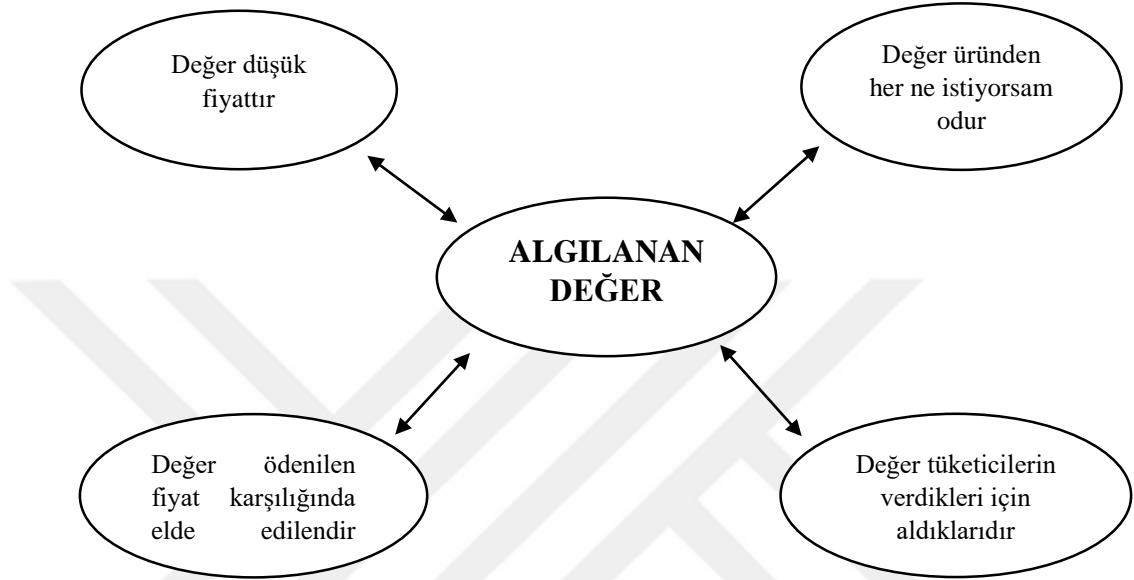 Değer düşük
fiyattır
Değer üründen
her ne istiyorsam
odur
ALGILANAN
DEĞER
Değer ödenilen
fiyat karşılığında
elde edilendir
Değer tüketicilerin
verdikleri için
aldıklarıdır